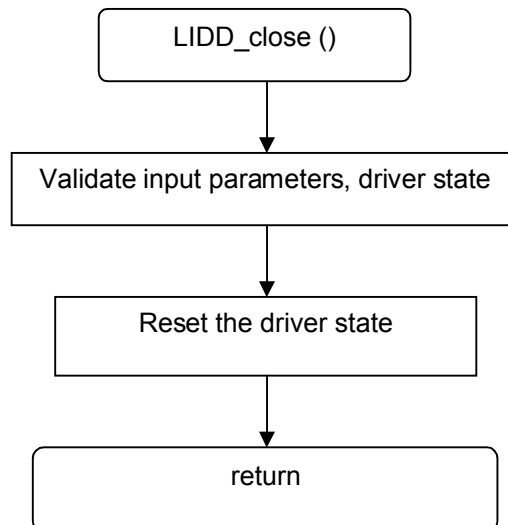 LIDD_close ()
Validate input parameters, driver state
Reset the driver state
return